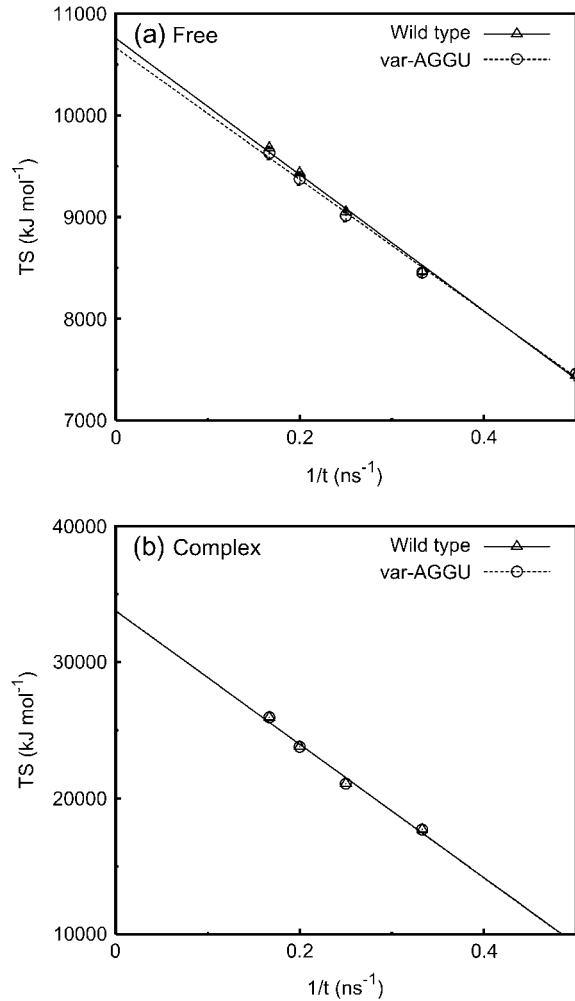 (a) Free
Wild type
var-AGGU
11000
10000
9000
8000
7000
TS (kJ mol⁻¹)
0
0.2
0.4
1/t (ns⁻¹)
(b) Complex
Wild type
var-AGGU
40000
30000
20000
10000
TS (kJ mol⁻¹)
0
0.2
0.4
1/t (ns⁻¹)